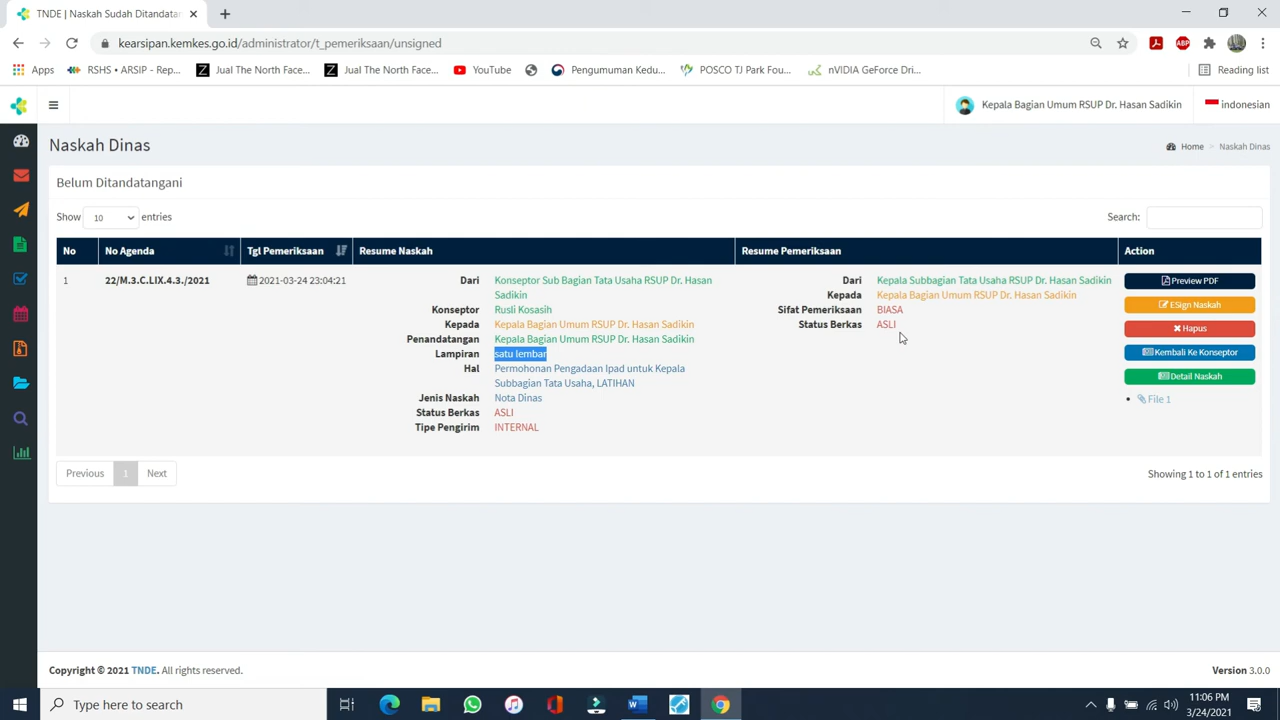 TNDE | Naskah Sudah Ditandatan
kearsipan.kemkes.go.id/administrator/t_pemeriksaan/unsigned
Apps
RSHS ‹ ARSIP - Rep...
Jual The North Face...
Jual The North Face...
YouTube
Pengumuman Kedu...
POSCO TJ Park Foun...
nVIDIA GeForce Dri...
Reading list
Kepala Bagian Umum RSUP Dr. Hasan Sadikin
indonesian
Naskah Dinas
Home > Naskah Dinas
Belum Ditandatangani
Show 10 entries
Search:
No
No Agenda
Tgl Pemeriksaan
Resume Naskah
Resume Pemeriksaan
Action
1
22/M.3.C.LIX.4.3./2021
2021-03-24 23:04:21
Dari Konseptor Sub Bagian Tata Usaha RSUP Dr. Hasan
Sadikin
Konseptor Rusli Kosasih
Kepada Kepala Bagian Umum RSUP Dr. Hasan Sadikin
Penandatangan Kepala Bagian Umum RSUP Dr. Hasan Sadikin
Lampiran satu lembar
Hal Permohonan Pengadaan Ipad untuk Kepala
Subbagian Tata Usaha, LATIHAN
Jenis Naskah Nota Dinas
Status Berkas ASLI
Tipe Pengirim INTERNAL
Dari Kepala Subbagian Tata Usaha RSUP Dr. Hasan Sadikin
Kepada Kepala Bagian Umum RSUP Dr. Hasan Sadikin
Sifat Pemeriksaan BIASA
Status Berkas ASLI
Preview PDF
ESign Naskah
Hapus
Kembali Ke Konseptor
Detail Naskah
File 1
Previous 1 Next
Showing 1 to 1 of 1 entries
Copyright © 2021 TNDE. All rights reserved.
Version 3.0.0
Type here to search
11:06 PM
3/24/2021